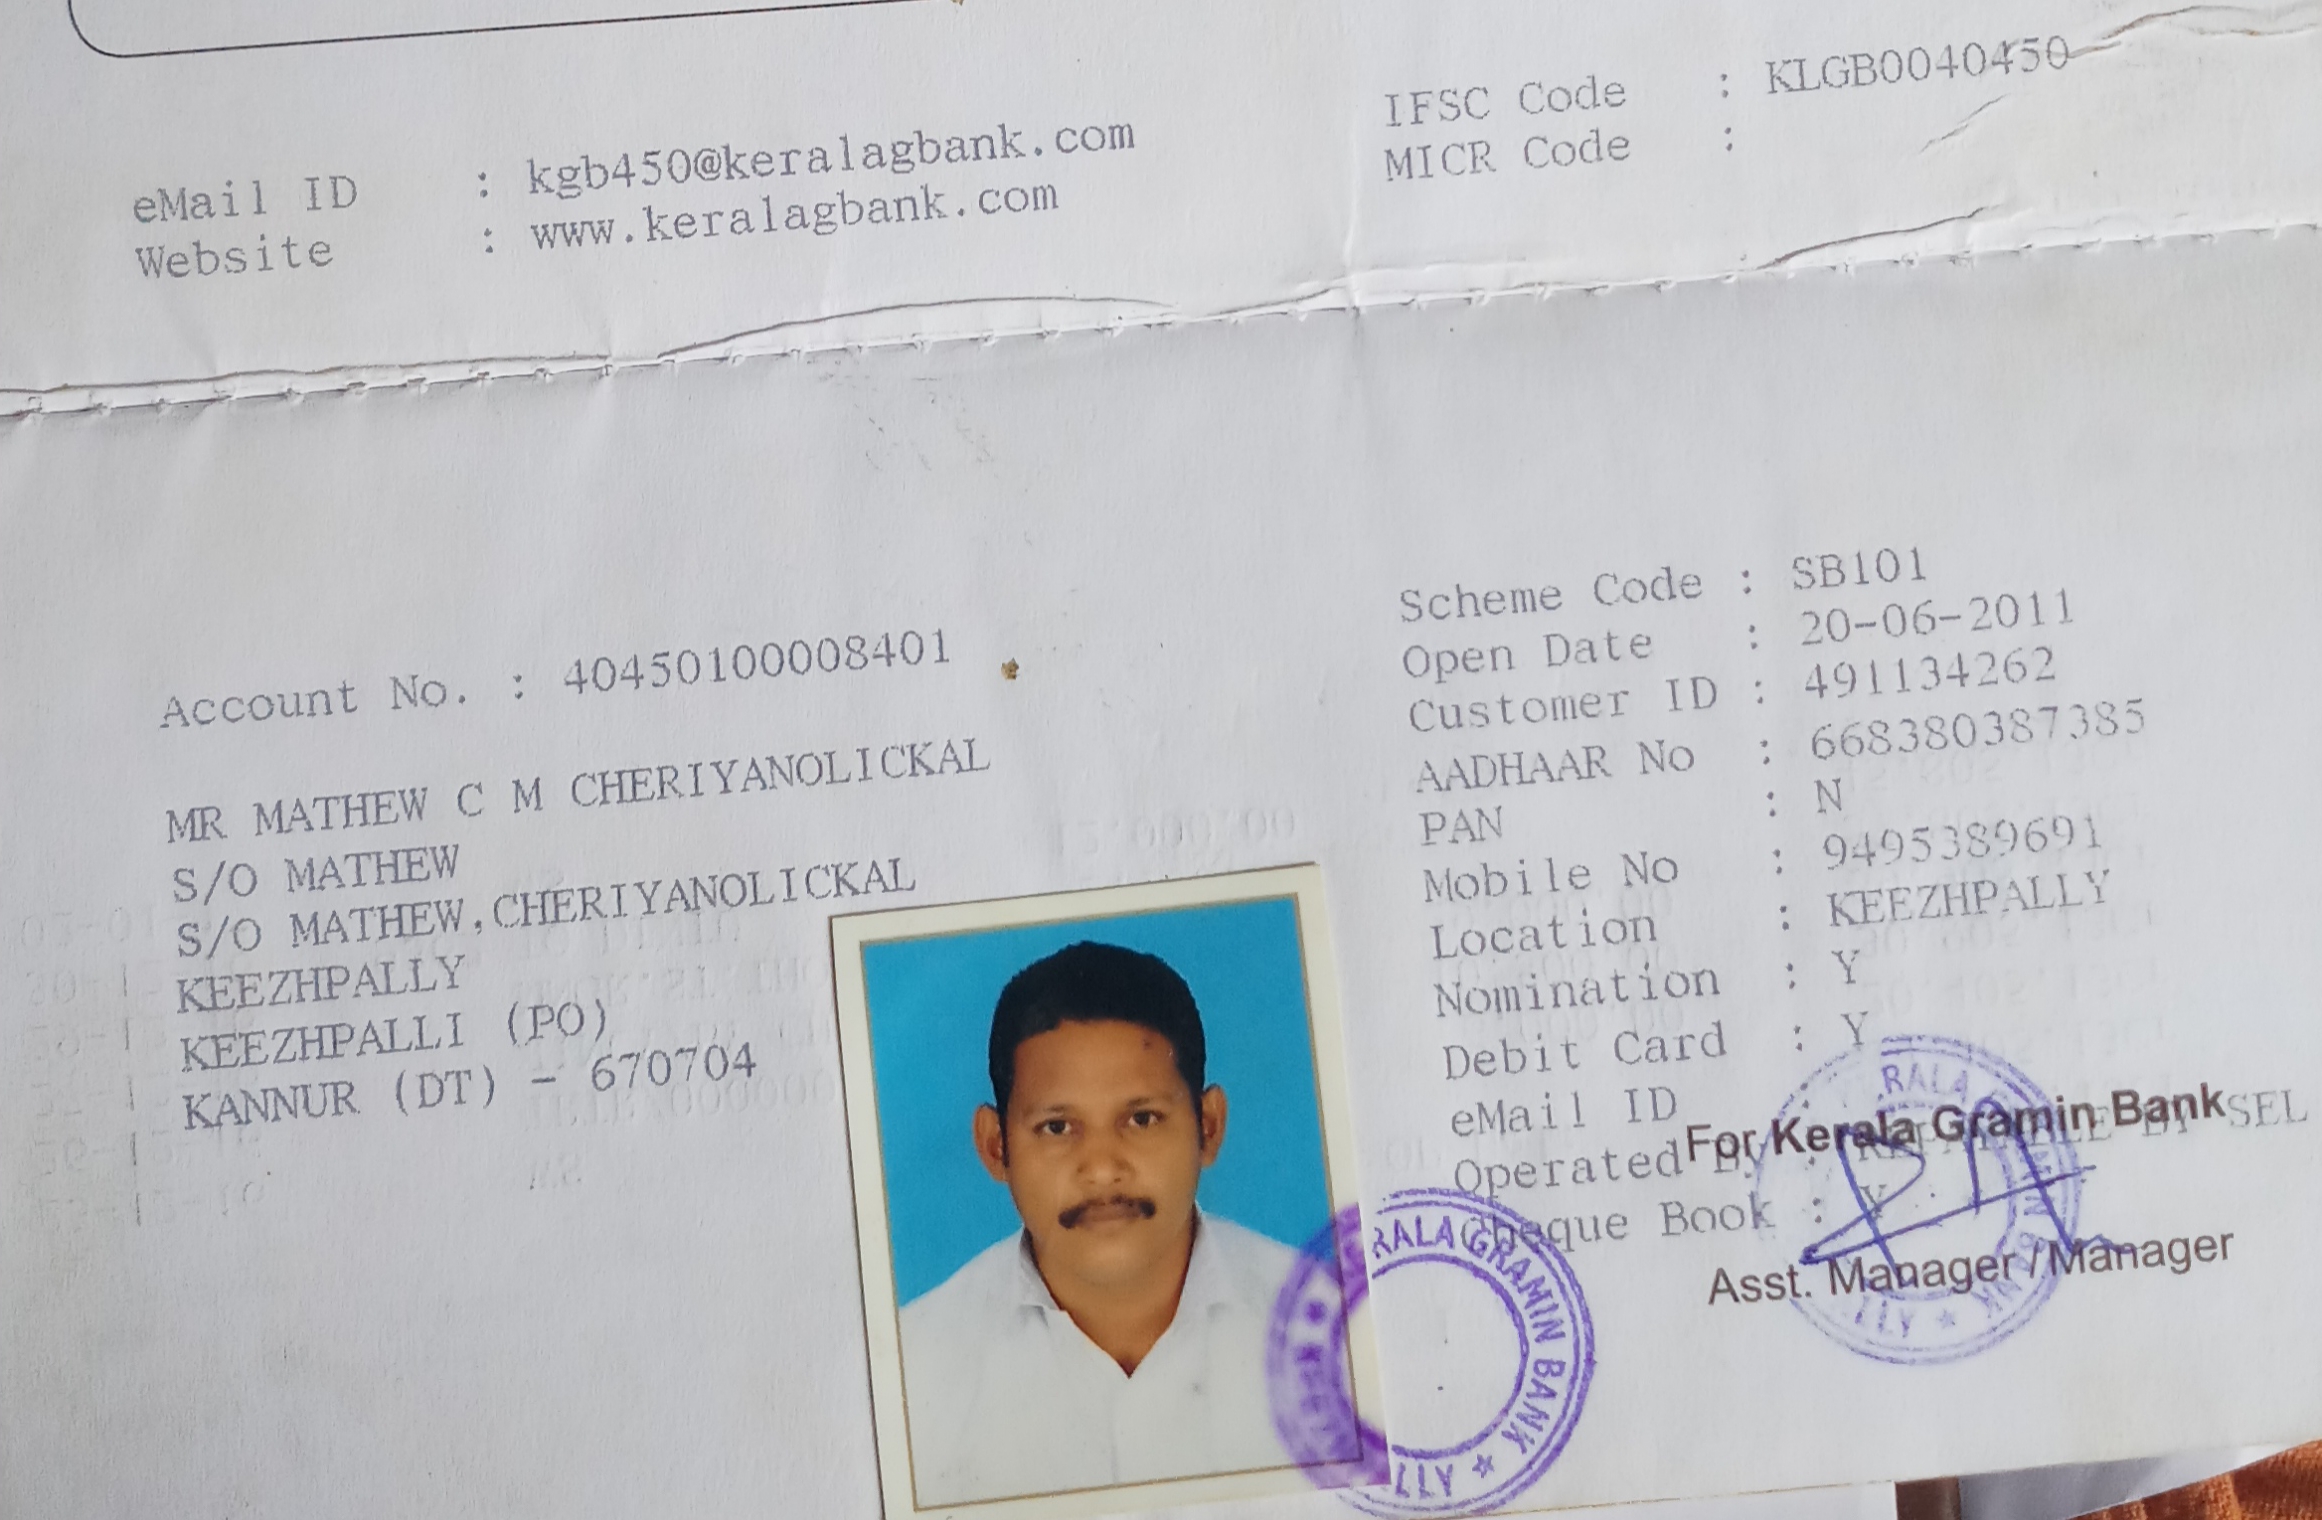 IFSC Code : KLGB0040450
MICR Code :
eMail ID : kgb450@keralagbank.com
Website : www.keralagbank.com
Account No. : 40450100008401
MR MATHEW C M CHERIYANOLICKAL
S/O MATHEW
S/O MATHEW,CHERIYANOLICKAL
KEEZHPALLY
KEEZHPALLI (PO)
KANNUR (DT) - 670704
Scheme Code : SB101
Open Date : 20-06-2011
Customer ID : 491134262
AADHAAR No : 668380387385
PAN : N
Mobile No : 9495389691
Location : KEEZHPALLY
Nomination : Y
Debit Card : Y
eMail ID :
Operated By : SEL
Cheque Book : Y
For Kerala Gramin Bank
Asst. Manager / Manager
RALA GRAMIN BANK